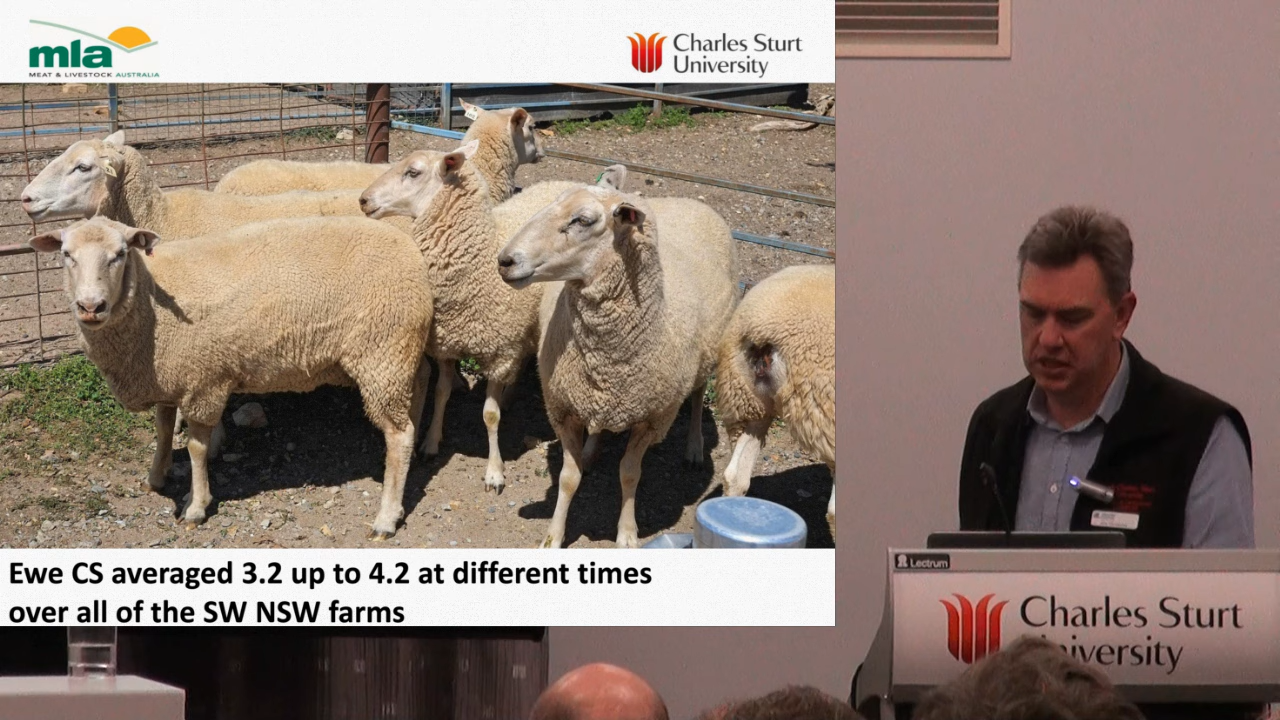 mla
MEAT & LIVESTOCK AUSTRALIA
Charles Sturt
University
Ewe CS averaged 3.2 up to 4.2 at different times
over all of the SW NSW farms
Lectrum
Charles Sturt
University